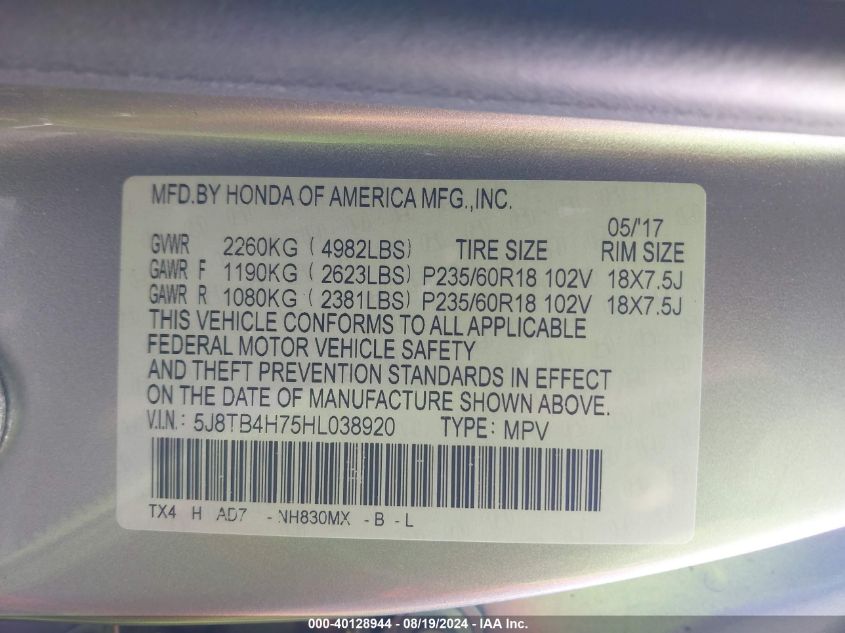 MFD.BY HONDA OF AMERICA MFG.,INC.
05/'17
GVWR 2260KG ( 4982LBS) TIRE SIZE RIM SIZE
GAWR F 1190KG ( 2623LBS) P235/60R18 102V 18X7.5J
GAWR R 1080KG ( 2381LBS) P235/60R18 102V 18X7.5J
THIS VEHICLE CONFORMS TO ALL APPLICABLE
FEDERAL MOTOR VEHICLE SAFETY
AND THEFT PREVENTION STANDARDS IN EFFECT
ON THE DATE OF MANUFACTURE SHOWN ABOVE.
V.I.N.: 5J8TB4H75HL038920 TYPE: MPV
TX4 H AD7 -NH830MX -B -L
000-40128944 - 08/19/2024 - IAA Inc.